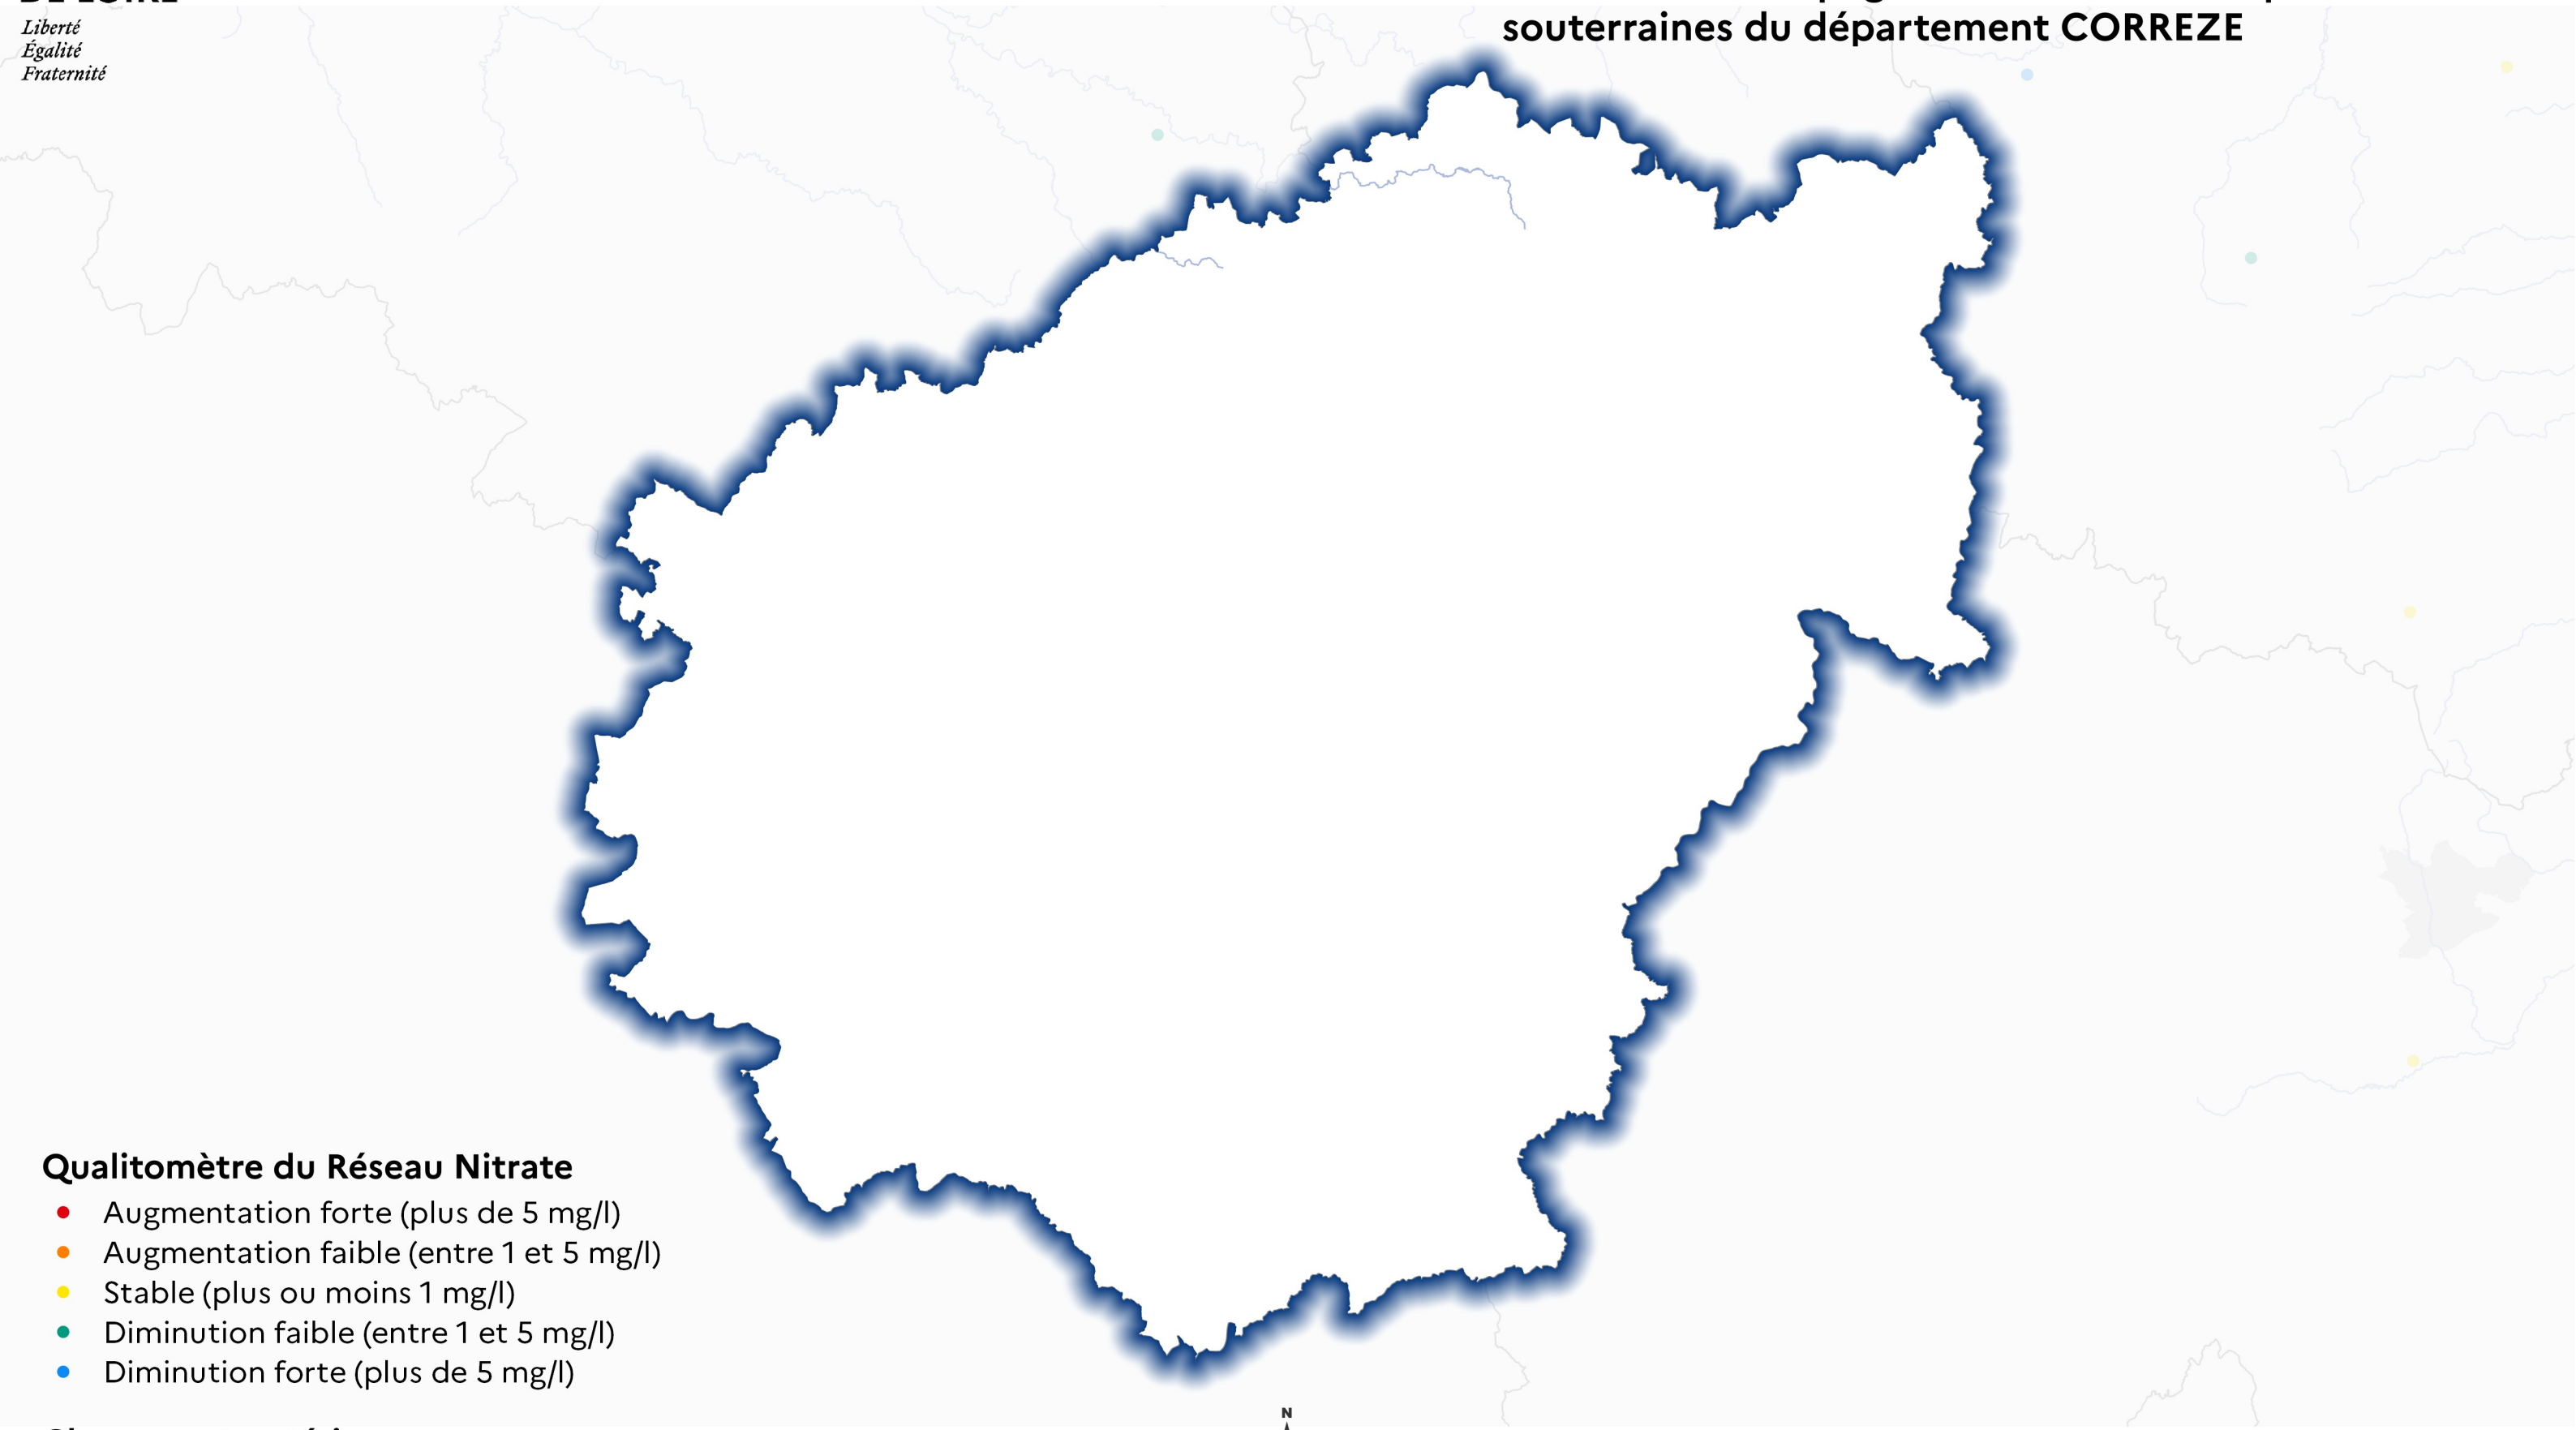 Liberté
Égalité
Fraternité
souterraines du département CORREZE
Qualitomètre du Réseau Nitrate
Augmentation forte (plus de 5 mg/l)
Augmentation faible (entre 1 et 5 mg/l)
Stable (plus ou moins 1 mg/l)
Diminution faible (entre 1 et 5 mg/l)
Diminution forte (plus de 5 mg/l)
N